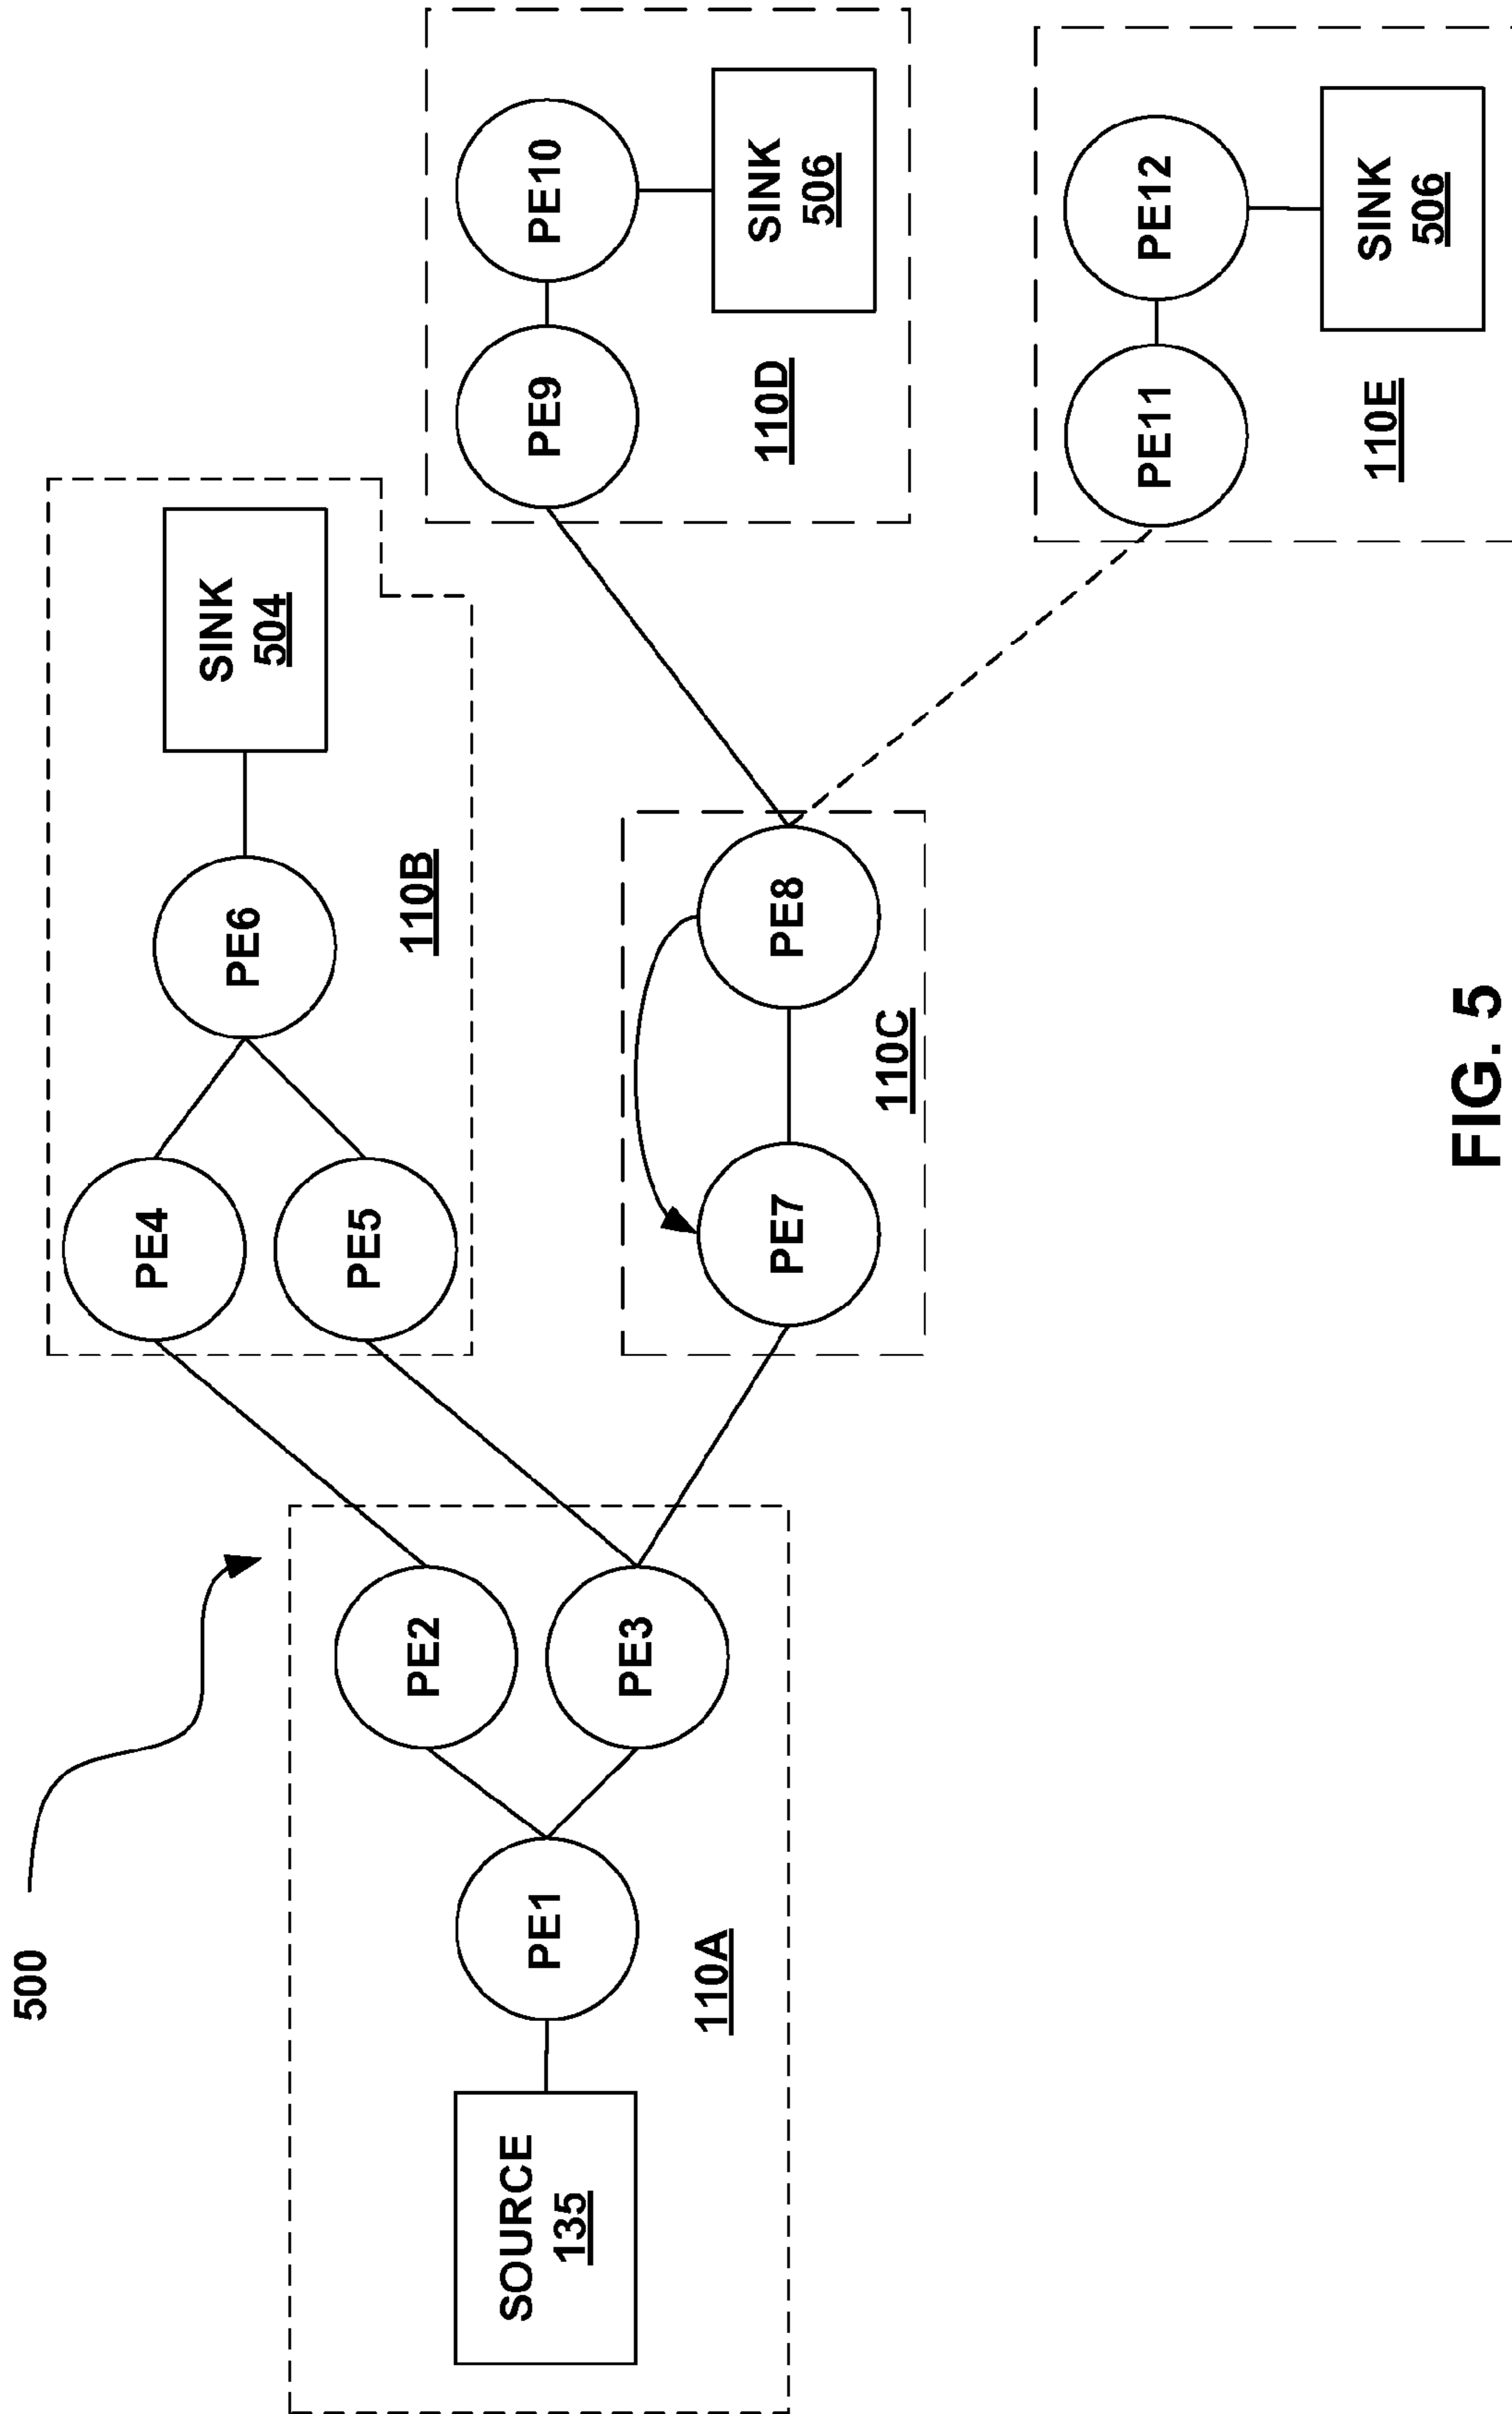 500
SOURCE
135
PE1
110A
PE2
PE3
PE4
PE5
PE6
110B
SINK
504
PE7
PE8
110C
PE9
PE10
110D
SINK
506
PE11
PE12
110E
SINK
506
FIG. 5